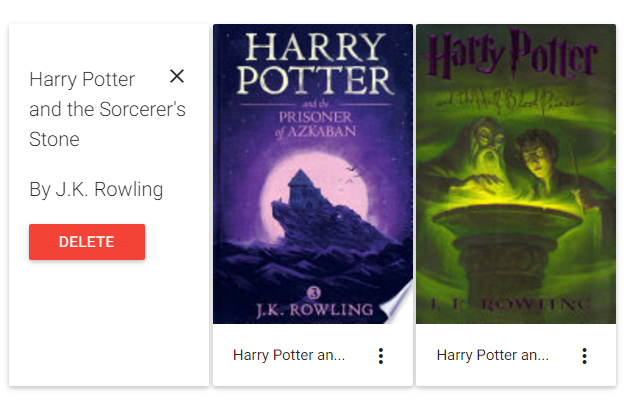 Harry Potter
and the Sorcerer's
Stone
By J.K. Rowling
DELETE
HARRY
POTTER
and the
PRISONER
of AZKABAN
3
J.K. ROWLING
Harry Potter an...
Harry Potter
and the Half-Blood Prince
J. K. ROWLING
Harry Potter an...